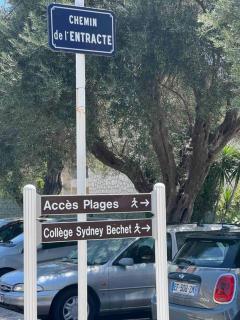 CHEMIN
de l'ENTRACTE
Accès Plages
Collège Sydney Bechet